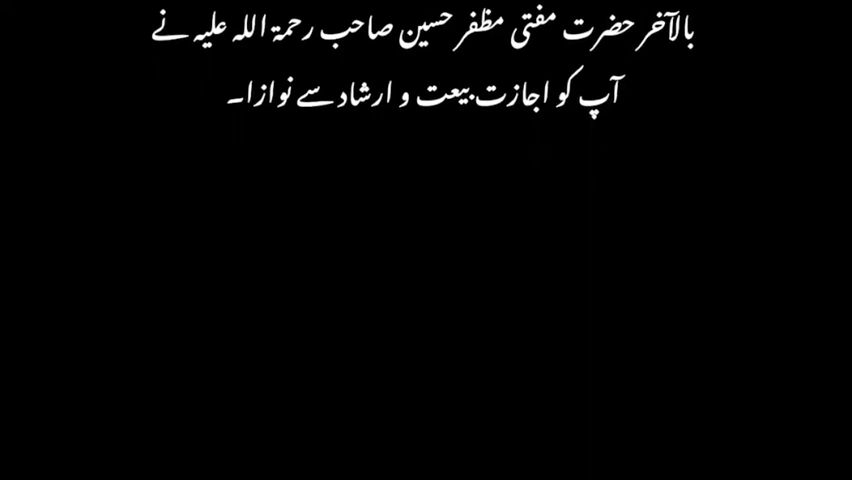 بالآخر حضرت مفتی مظفر حسین صاحب رحمۃ اللہ علیہ نے
آپ کو اجازت بیعت و ارشاد سے نوازا۔